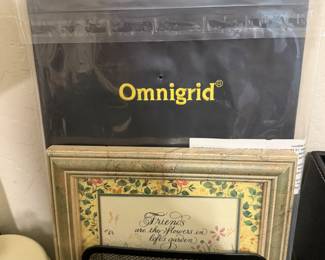 Omnigrid®
Friends
are the flowers in
life's garden